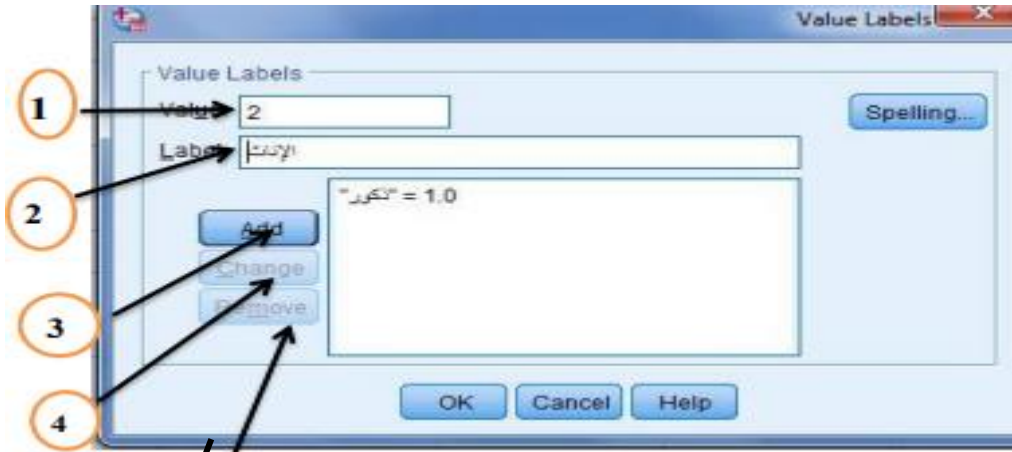 Value Labels
Value Labels
1
Value
2
Spelling...
Label
الإناث
2
"ذكور" = 1.0
Add
Change
Remove
3
4
OK Cancel Help